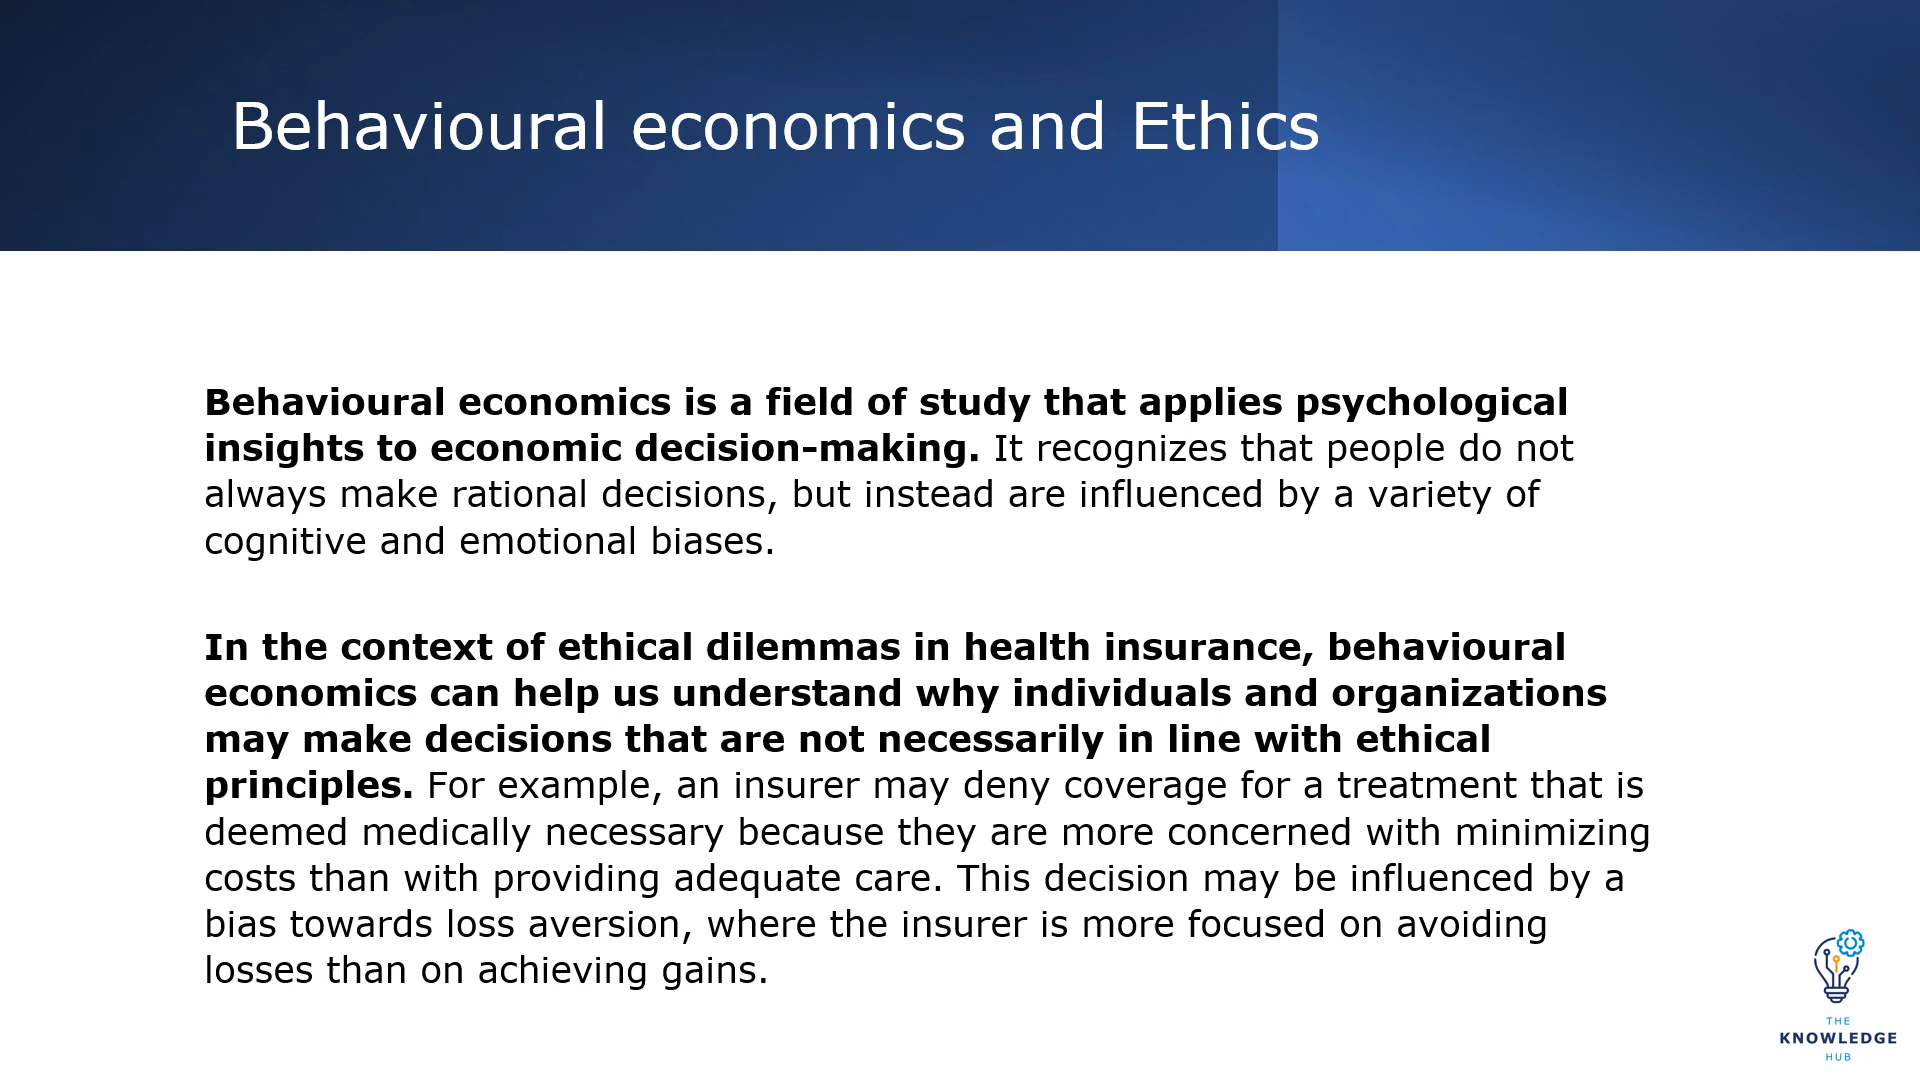 Behavioural economics and Ethics
Behavioural economics is a field of study that applies psychological
insights to economic decision-making. It recognizes that people do not
always make rational decisions, but instead are influenced by a variety of
cognitive and emotional biases.
In the context of ethical dilemmas in health insurance, behavioural
economics can help us understand why individuals and organizations
may make decisions that are not necessarily in line with ethical
principles. For example, an insurer may deny coverage for a treatment that is
deemed medically necessary because they are more concerned with minimizing
costs than with providing adequate care. This decision may be influenced by a
bias towards loss aversion, where the insurer is more focused on avoiding
losses than on achieving gains.
THE
KNOWLEDGE
HUB